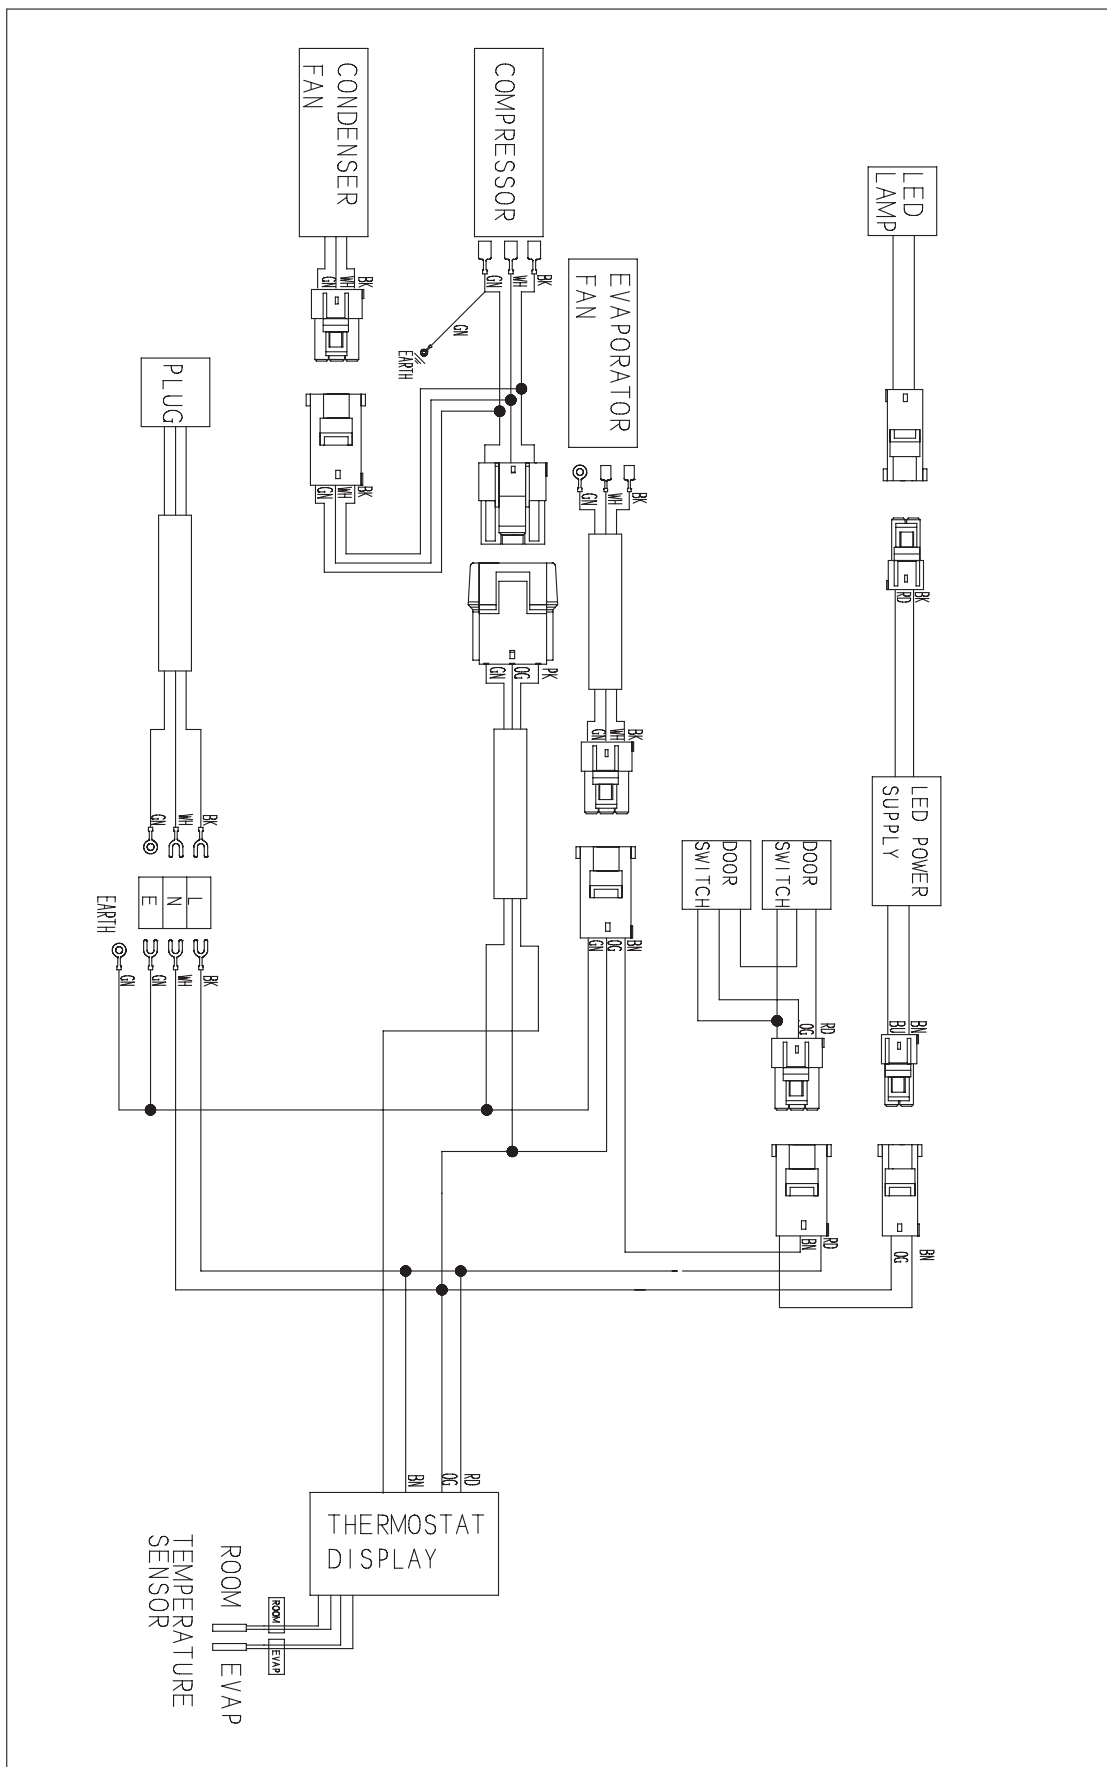 CONDENSER
FAN
COMPRESSOR
LED
LAMP
EVAPORATOR
FAN
PLUG
BK
WH
GN
BK
WH
GN
GN
EARTH
BK
WH
GN
BK
WH
GN
BK
RD
PK
OG
GN
BK
WH
GN
LED POWER
SUPPLY
DOOR
SWITCH
DOOR
SWITCH
BK
WH
GN
L
N
E
EARTH
BK
WH
GN
GN
BN
OG
GN
RD
OG
BN
BU
RD
BN
BN
OG
RD
OG
BN
THERMOSTAT
DISPLAY
ROOM
EVAP
ROOM
EVAP
TEMPERATURE
SENSOR